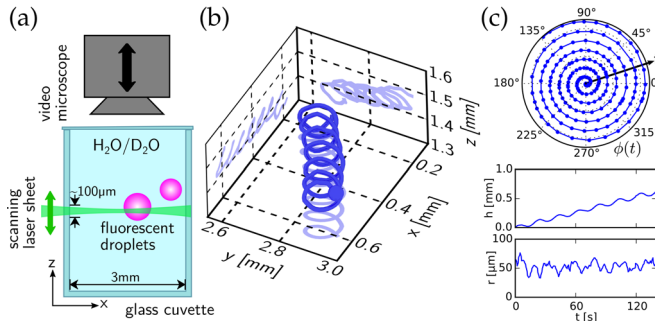 (a)
video
microscope
H₂O/D₂O
~100μm
scanning
laser sheet
fluorescent
droplets
3mm
z
x
glass cuvette
(b)
1.6
1.5
1.4
1.3
z [mm]
0.2
0.4
0.6
x [mm]
2.6
2.8
3.0
y [mm]
(c)
90°
135°
45°
180°
225°
315
270°
ϕ(t)
1.0
0.5
0.0
h [mm]
100
50
0
r [μm]
0
50
100
t [s]